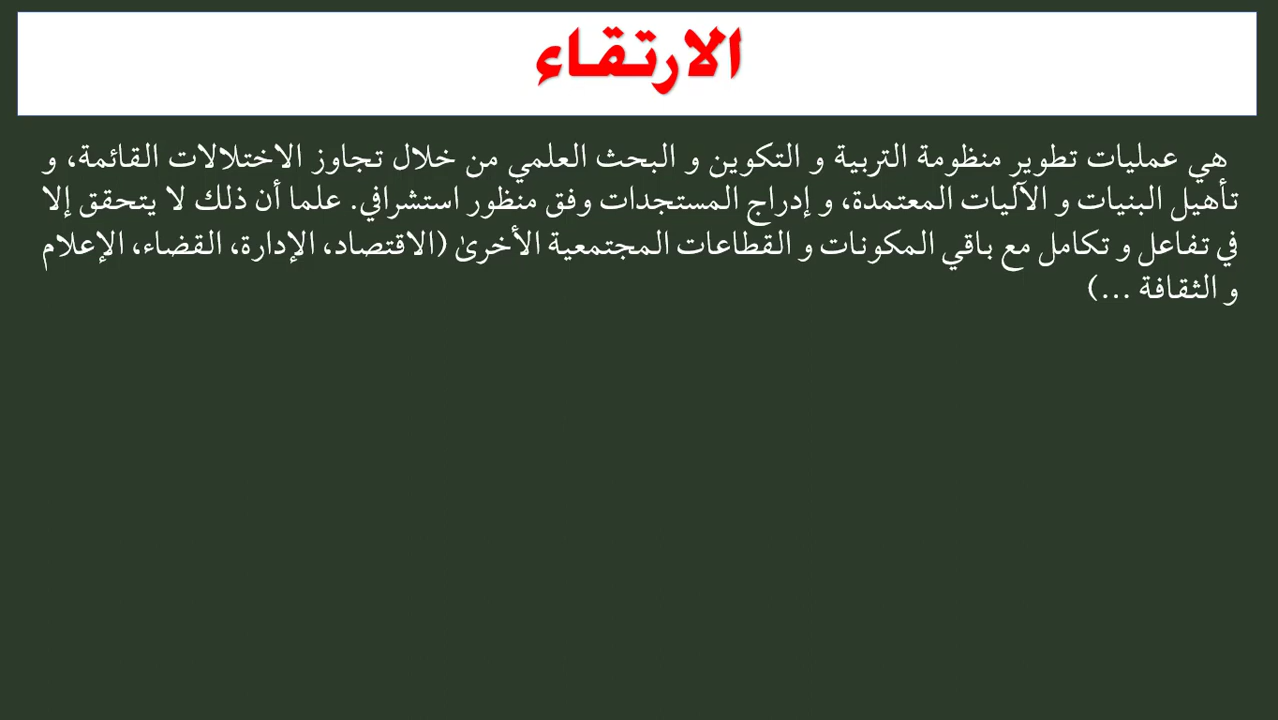 الارتقاء
هي عمليات تطوير منظومة التربية و التكوين و البحث العلمي من خلال تجاوز الاختلالات القائمة، و
تأهيل البنيات و الآليات المعتمدة، و إدراج المستجدات وفق منظور استشرافي. علما أن ذلك لا يتحقق إلا
في تفاعل و تكامل مع باقي المكونات و القطاعات المجتمعية الأخرىٰ (الاقتصاد، الإدارة، القضاء، الإعلام
و الثقافة ...)